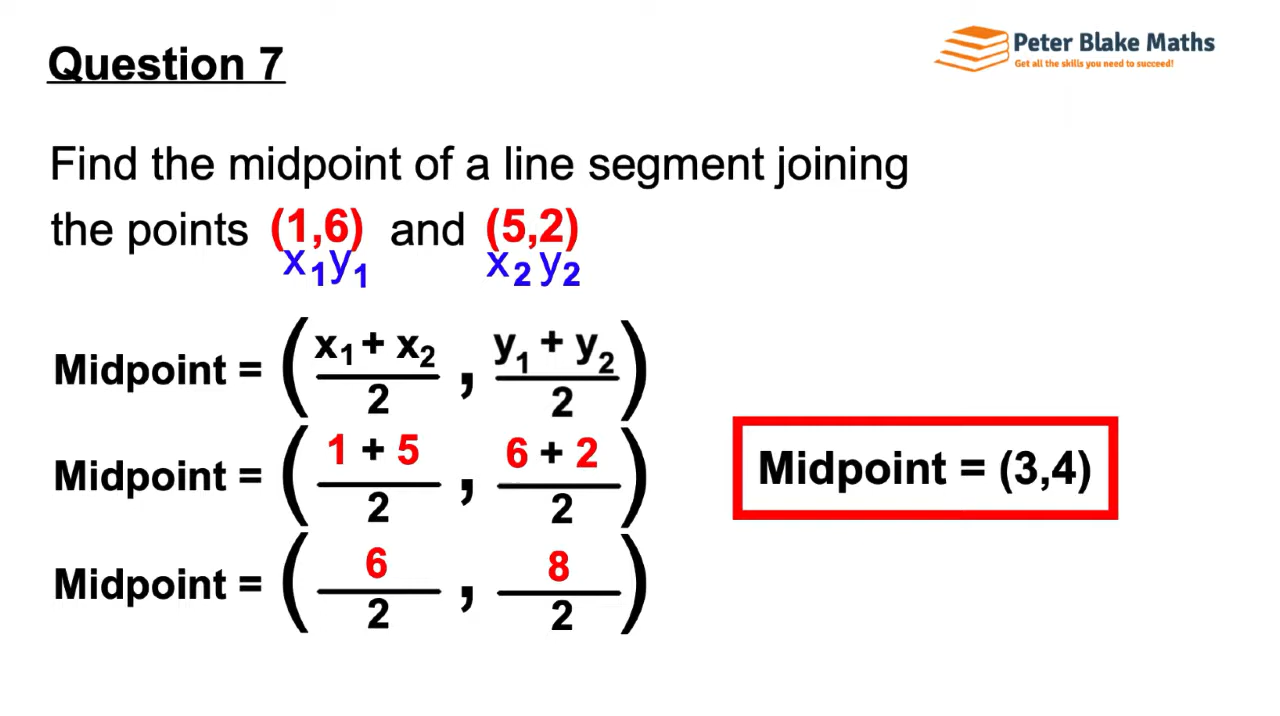 Question 7
Peter Blake Maths
Get all the skills you need to succeed!
Find the midpoint of a line segment joining
the points (1,6) and (5,2)
x₁y₁ x₂y₂
Midpoint = (x₁ + x₂ / 2 , y₁ + y₂ / 2)
Midpoint = (1 + 5 / 2 , 6 + 2 / 2)
Midpoint = (3,4)
Midpoint = (6 / 2 , 8 / 2)